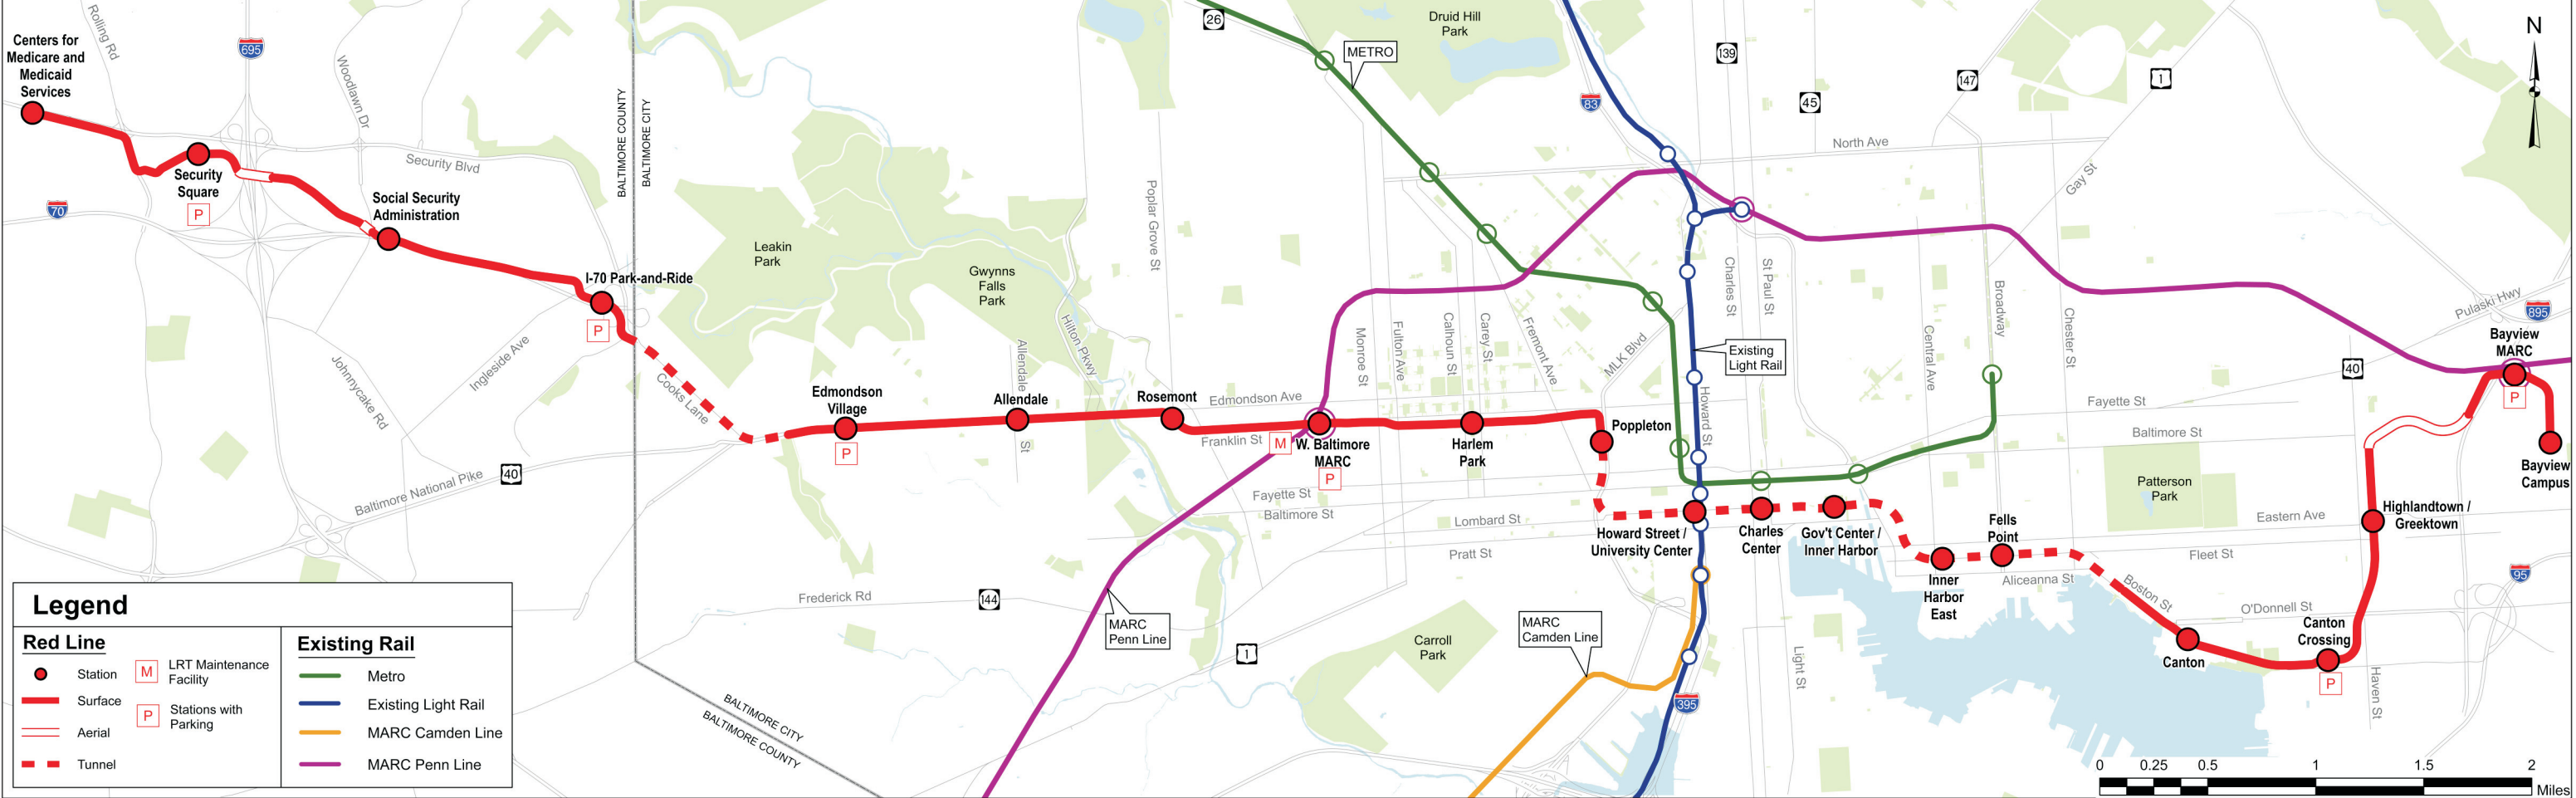 Centers for
Medicare and
Medicaid
Services
Rolling Rd
695
Woodlawn Dr
Security
Square
P
70
Security Blvd
Social Security
Administration
BALTIMORE COUNTY
BALTIMORE CITY
I-70 Park-and-Ride
P
Johnnycake Rd
Ingleside Ave
Cooks Lane
Baltimore National Pike
40
Leakin
Park
Gwynns
Falls
Park
Edmondson
Village
P
Allendale
Allendale St
Hilton Pkwy
Poplar Grove St
Rosemont
Edmondson Ave
Franklin St
M
W. Baltimore
MARC
P
26
METRO
Druid Hill
Park
83
139
45
147
1
North Ave
Gay St
N
Monroe St
Fulton Ave
Calhoun St
Carey St
Fremont Ave
MLK Blvd
Charles St
St Paul St
Existing
Light Rail
Howard St
Central Ave
Broadway
Chester St
Pulaski Hwy
895
Bayview
MARC
P
Bayview
Campus
40
Harlem
Park
Poppleton
Fayette St
Baltimore St
Lombard St
Pratt St
Howard Street /
University Center
Charles
Center
Gov't Center /
Inner Harbor
Inner
Harbor
East
Fells
Point
Fayette St
Baltimore St
Patterson
Park
Eastern Ave
Fleet St
Aliceanna St
Boston St
O'Donnell St
Highlandtown /
Greektown
95
Canton
Canton
Crossing
P
Haven St
Light St
395
Frederick Rd
144
MARC
Penn Line
1
Carroll
Park
MARC
Camden Line
BALTIMORE CITY
BALTIMORE COUNTY
Legend
Red Line
Station
Surface
Aerial
Tunnel
M
LRT Maintenance
Facility
P
Stations with
Parking
Existing Rail
Metro
Existing Light Rail
MARC Camden Line
MARC Penn Line
0 0.25 0.5 1 1.5 2
Miles